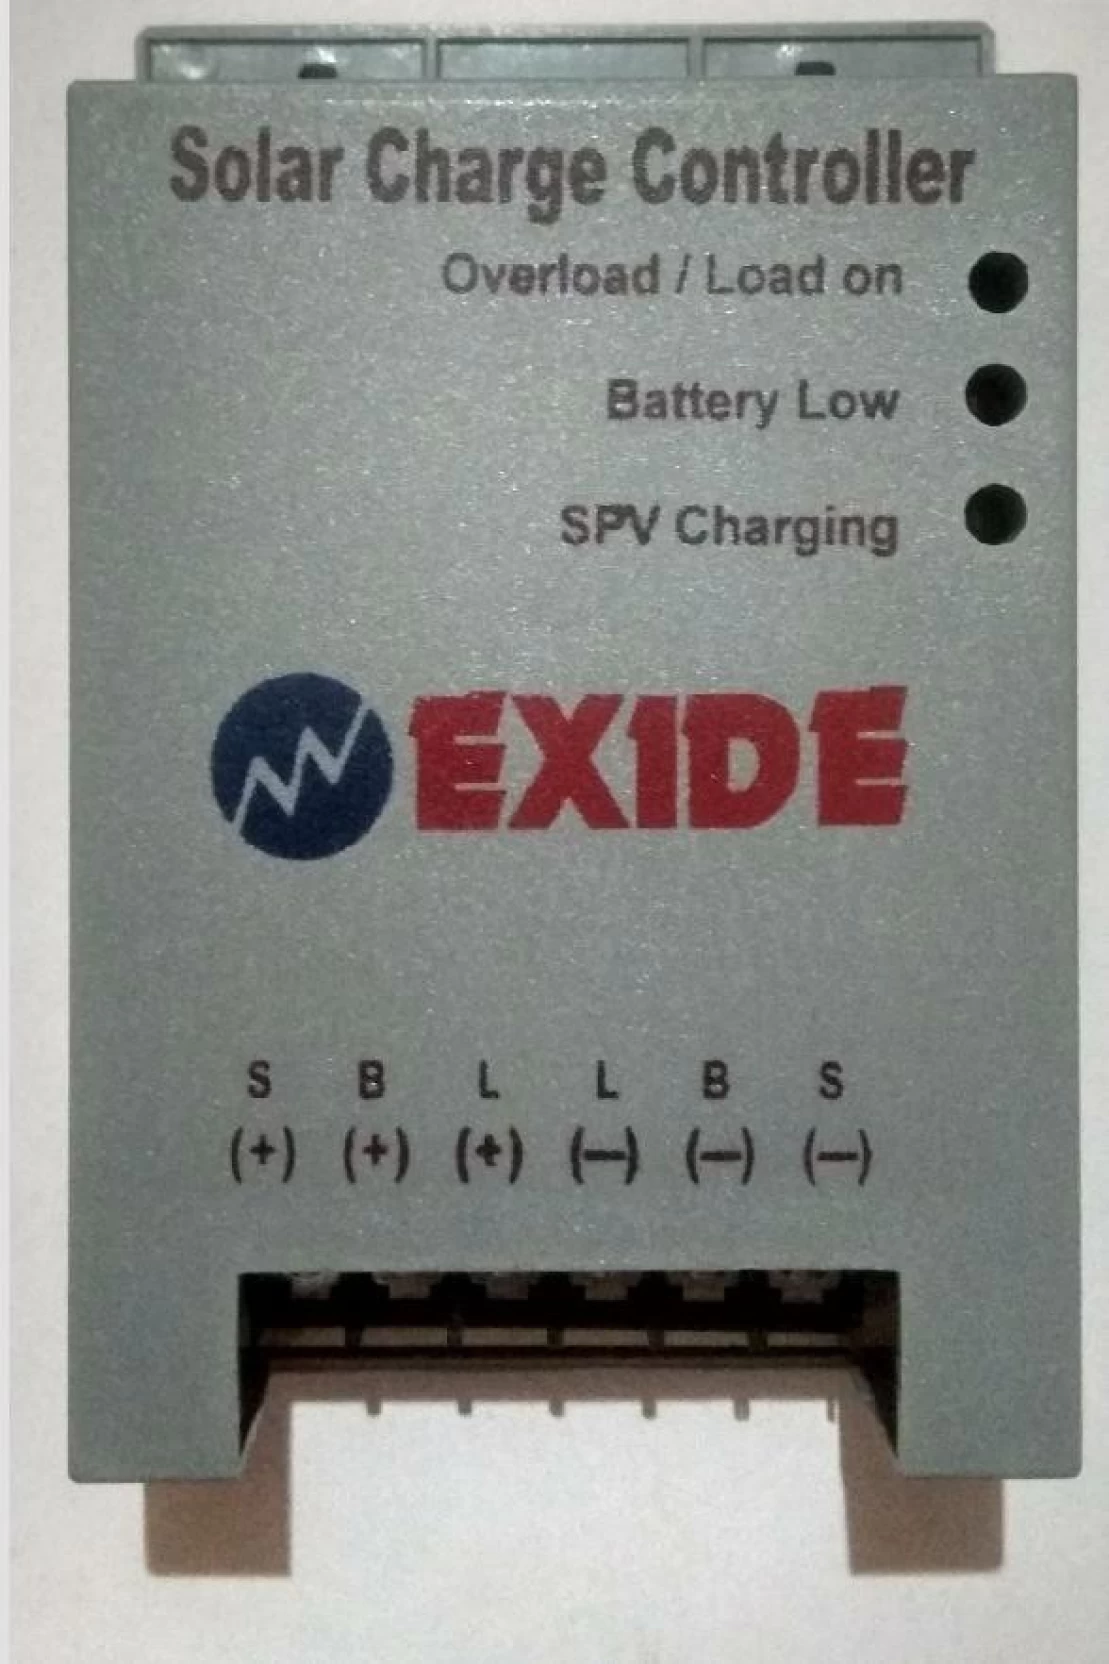 Solar Charge Controller
Overload / Load on
Battery Low
SPV Charging
EXIDE
S B L L B S
(+) (+) (+) (—) (—) (—)